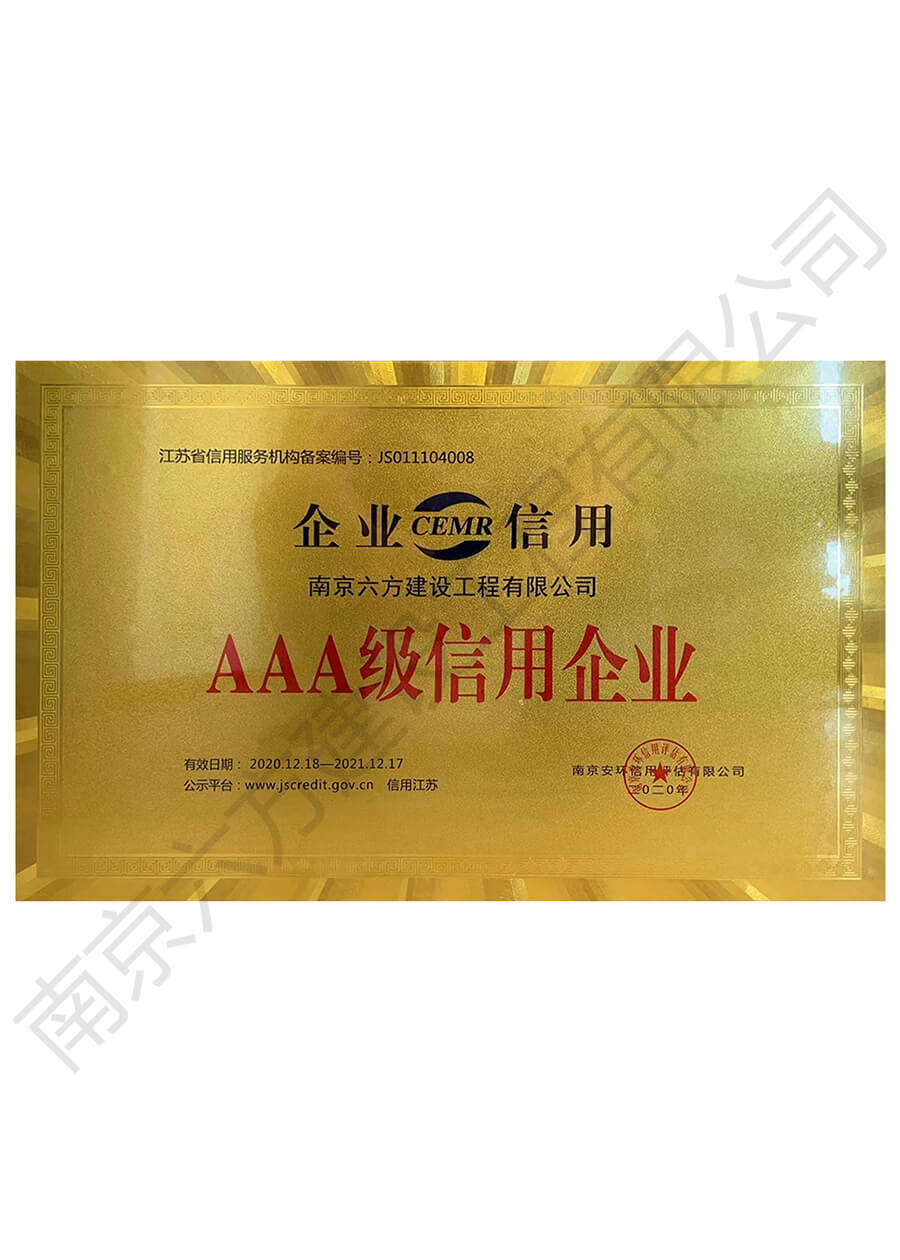 江苏省信用服务机构备案编号：JS011104008
企业 CEMR 信用
南京六方建设工程有限公司
AAA级信用企业
有效日期： 2020.12.18—2021.12.17
公示平台：www.jscredit.gov.cn 信用江苏
南京安环信用评估有限公司
二〇二〇年
南京六方建设工程有限公司